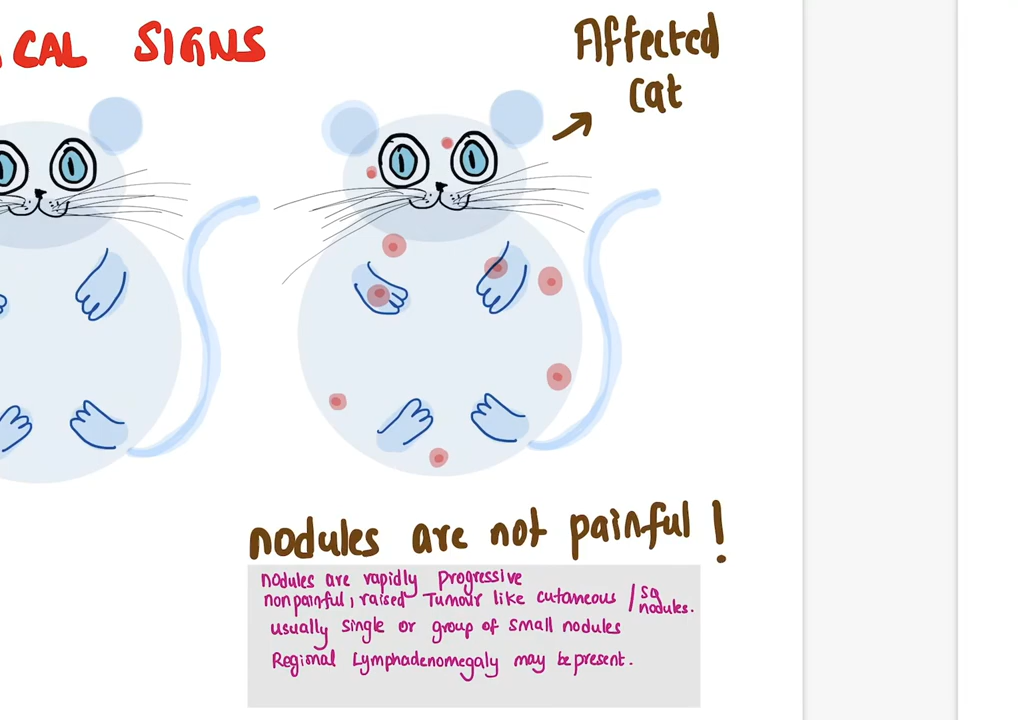 ICAL SIGNS
Affected
cat
nodules are not painful !
nodules are rapidly progressive
nonpainful, raised Tumour like cutaneous / SQ
nodules.
usually single or group of small nodules
Regional Lymphadenomegaly may be present.